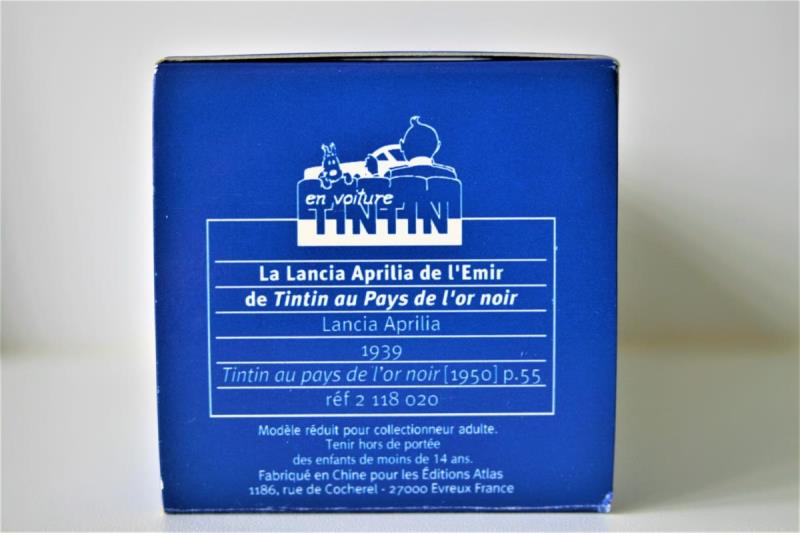 en voiture
TINTIN
La Lancia Aprilia de l'Emir
de Tintin au Pays de l'or noir
Lancia Aprilia
1939
Tintin au pays de l'or noir [1950] p.55
réf 2 118 020
Modèle réduit pour collectionneur adulte.
Tenir hors de portée
des enfants de moins de 14 ans.
Fabriqué en Chine pour les Éditions Atlas
1186, rue de Cocherel - 27000 Evreux France